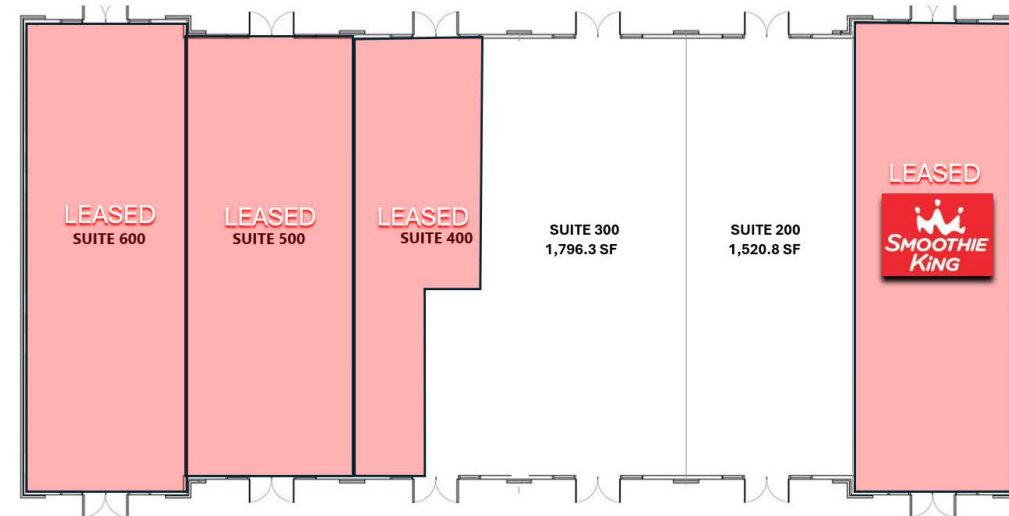 LEASED
SUITE 600
LEASED
SUITE 500
LEASED
SUITE 400
SUITE 300
1,796.3 SF
SUITE 200
1,520.8 SF
LEASED
SMOOTHIE
KING